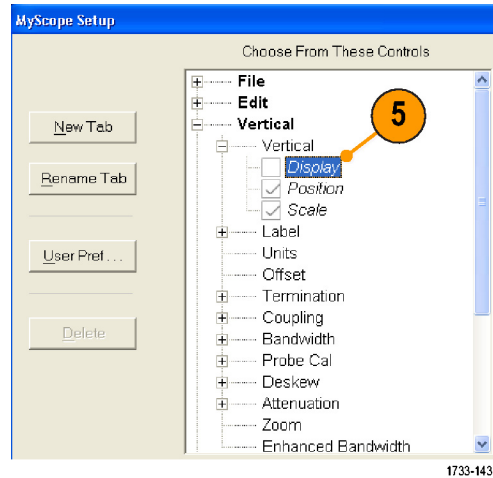 MyScope Setup
Choose From These Controls
File
Edit
Vertical
Vertical
Display
Position
Scale
Label
Units
Offset
Termination
Coupling
Bandwidth
Probe Cal
Deskew
Attenuation
Zoom
Enhanced Bandwidth
New Tab
Rename Tab
User Pref...
Delete
5
1733-143